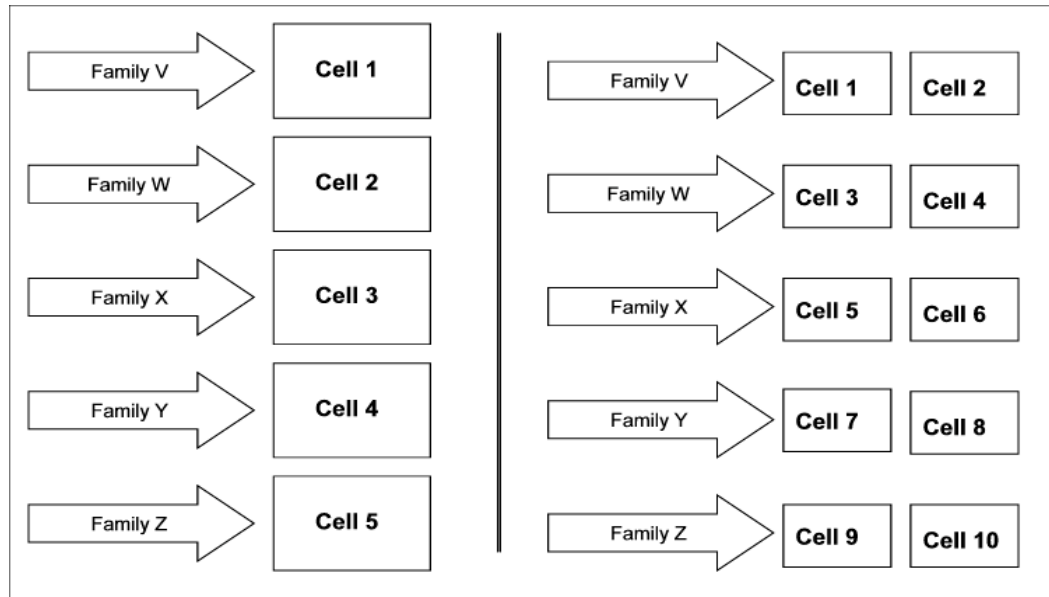 Family V
Cell 1
Family W
Cell 2
Family X
Cell 3
Family Y
Cell 4
Family Z
Cell 5
Family V
Cell 1
Cell 2
Family W
Cell 3
Cell 4
Family X
Cell 5
Cell 6
Family Y
Cell 7
Cell 8
Family Z
Cell 9
Cell 10